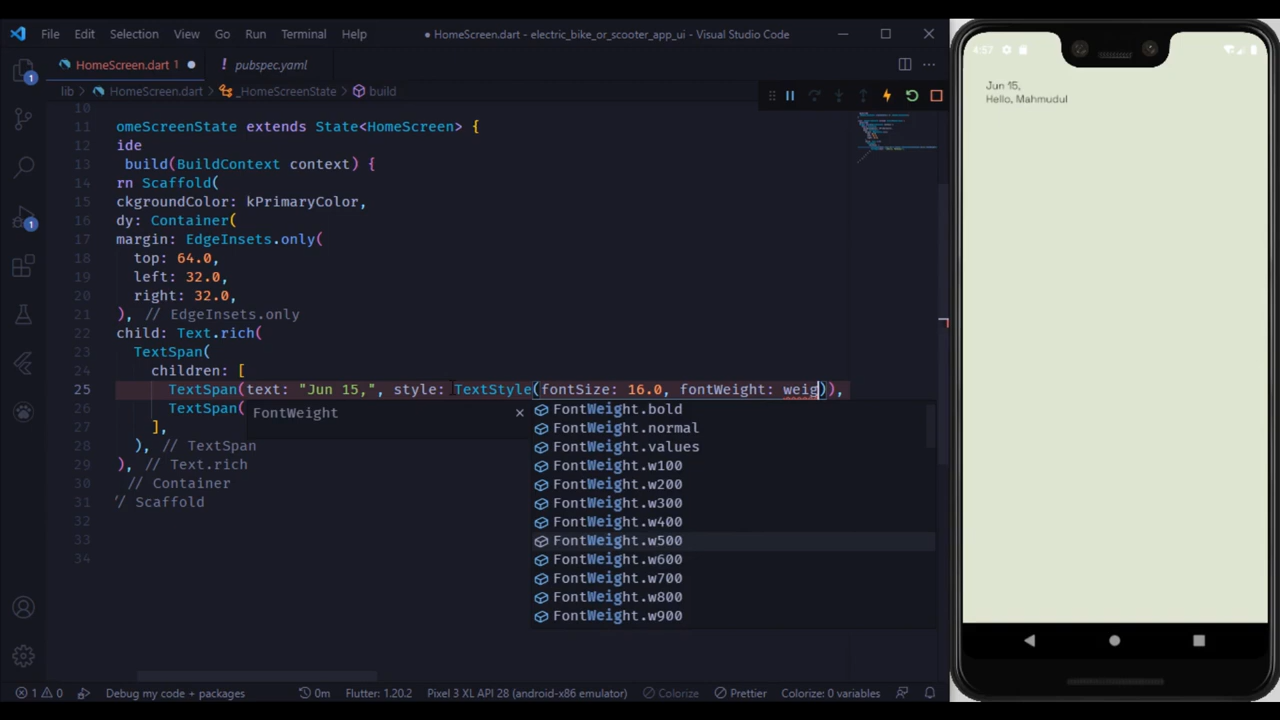 File Edit Selection View Go Run Terminal Help
● HomeScreen.dart - electric_bike_or_scooter_app_ui - Visual Studio Code
HomeScreen.dart 1 ●
pubspec.yaml
lib > HomeScreen.dart > _HomeScreenState > build
10
11 omeScreenState extends State<HomeScreen> {
12 ide
13 build(BuildContext context) {
14 rn Scaffold(
15 ckgroundColor: kPrimaryColor,
16 dy: Container(
17 margin: EdgeInsets.only(
18 top: 64.0,
19 left: 32.0,
20 right: 32.0,
21 ), // EdgeInsets.only
22 child: Text.rich(
23 TextSpan(
24 children: [
25 TextSpan(text: "Jun 15,", style: TextStyle(fontSize: 16.0, fontWeight: weig)),
26 TextSpan(
27 ],
28 ), // TextSpan
29 ), // Text.rich
30 // Container
31 // Scaffold
32
33
34
FontWeight ×
FontWeight.bold
FontWeight.normal
FontWeight.values
FontWeight.w100
FontWeight.w200
FontWeight.w300
FontWeight.w400
FontWeight.w500
FontWeight.w600
FontWeight.w700
FontWeight.w800
FontWeight.w900
1
1
1 0 Debug my code + packages 0m Flutter: 1.20.2 Pixel 3 XL API 28 (android-x86 emulator) Colorize Prettier Colorize: 0 variables
4:57
Jun 15,
Hello, Mahmudul